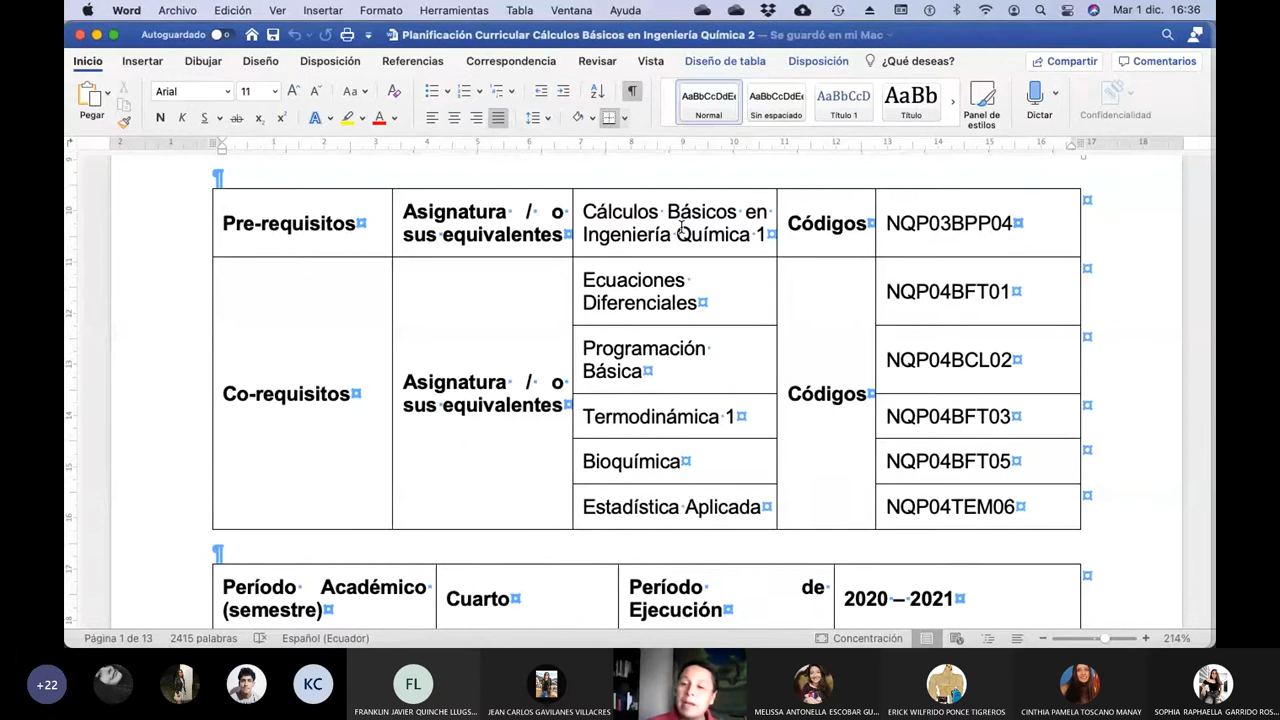 Word Archivo Edición Ver Insertar Formato Herramientas Tabla Ventana Ayuda Mar 1 dic. 16:36
Autoguardado Planificación Curricular Cálculos Básicos en Ingeniería Química 2 — Se guardó en mi Mac
Inicio Insertar Dibujar Diseño Disposición Referencias Correspondencia Revisar Vista Diseño de tabla Disposición ¿Qué deseas? Compartir Comentarios
Arial 11
Pegar
AaBbCcDdEe AaBbCcDdEe AaBbCcD AaBb
Normal Sin espaciado Título 1 Título
Panel de estilos
Dictar
Confidencialidad
Pre-requisitos
Asignatura / o
sus equivalentes
Cálculos Básicos en
Ingeniería Química 1
Códigos
NQP03BPP04
Co-requisitos
Asignatura / o
sus equivalentes
Ecuaciones
Diferenciales
Códigos
NQP04BFT01
Programación
Básica
NQP04BCL02
Termodinámica 1
NQP04BFT03
Bioquímica
NQP04BFT05
Estadística Aplicada
NQP04TEM06
Período Académico
(semestre)
Cuarto
Período de
Ejecución
2020 – 2021
Página 1 de 13 2415 palabras Español (Ecuador) Concentración 214%
+22
KC
FL
FRANKLIN JAVIER QUINCHE LLUGS...
JEAN CARLOS GAVILANES VILLACRES
MELISSA ANTONELLA ESCOBAR GU...
ERICK WILFRIDO PONCE TIGREROS
CINTHIA PAMELA TOSCANO MANAY
SOPHIA RAPHAELLA GARRIDO ROS...